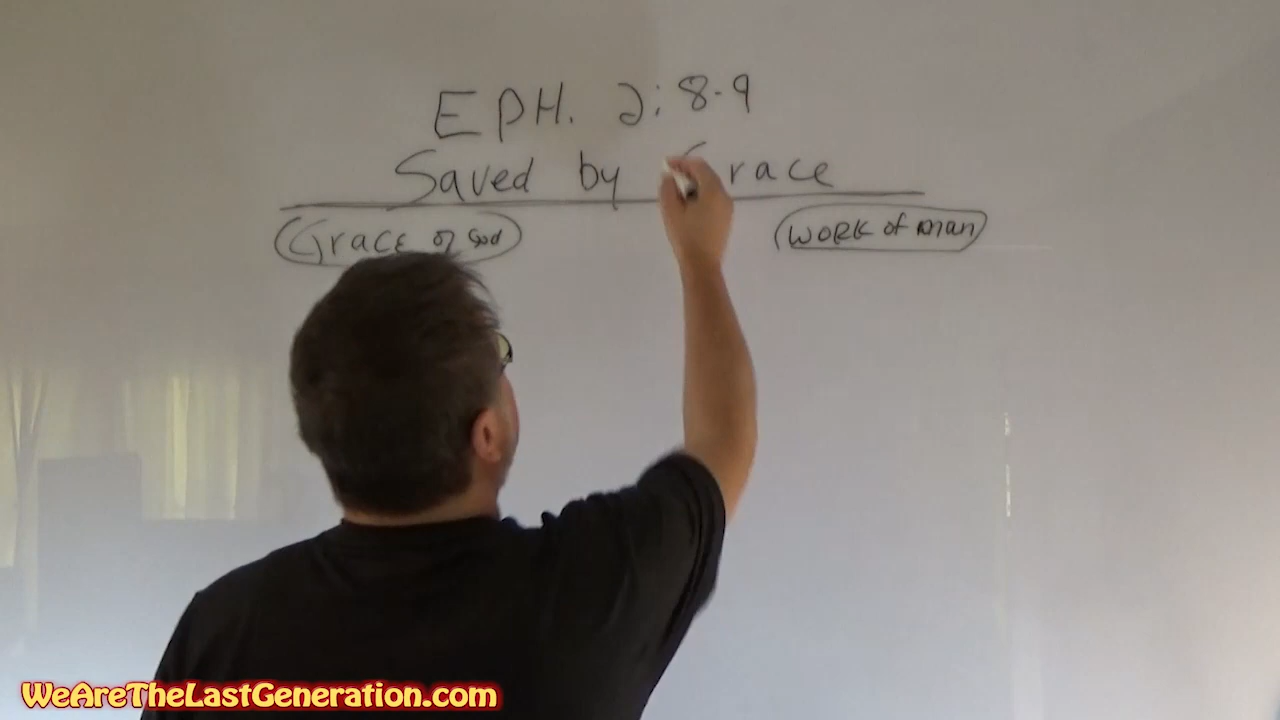 EPH. 2:8-9
Saved by Grace
Grace of God
WORK of man
WeAreTheLastGeneration.com